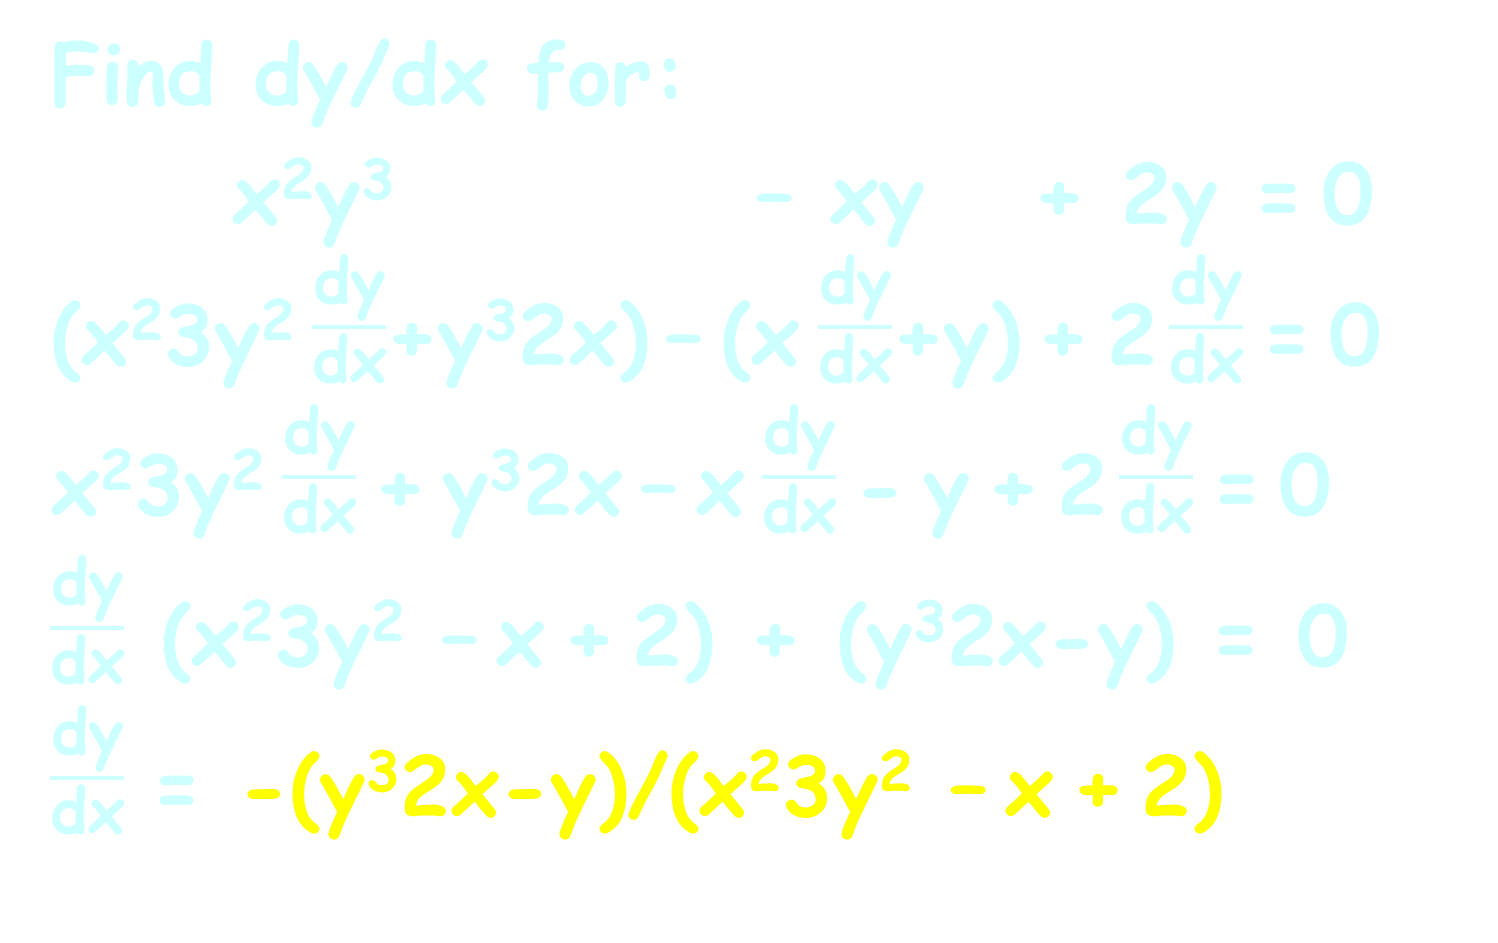 Find dy/dx for:
x²y³ - xy + 2y = 0
(x²3y² dy/dx + y³2x) - (x dy/dx + y) + 2 dy/dx = 0
x²3y² dy/dx + y³2x - x dy/dx - y + 2 dy/dx = 0
dy/dx (x²3y² - x + 2) + (y³2x-y) = 0
dy/dx = -(y³2x-y)/(x²3y² - x + 2)